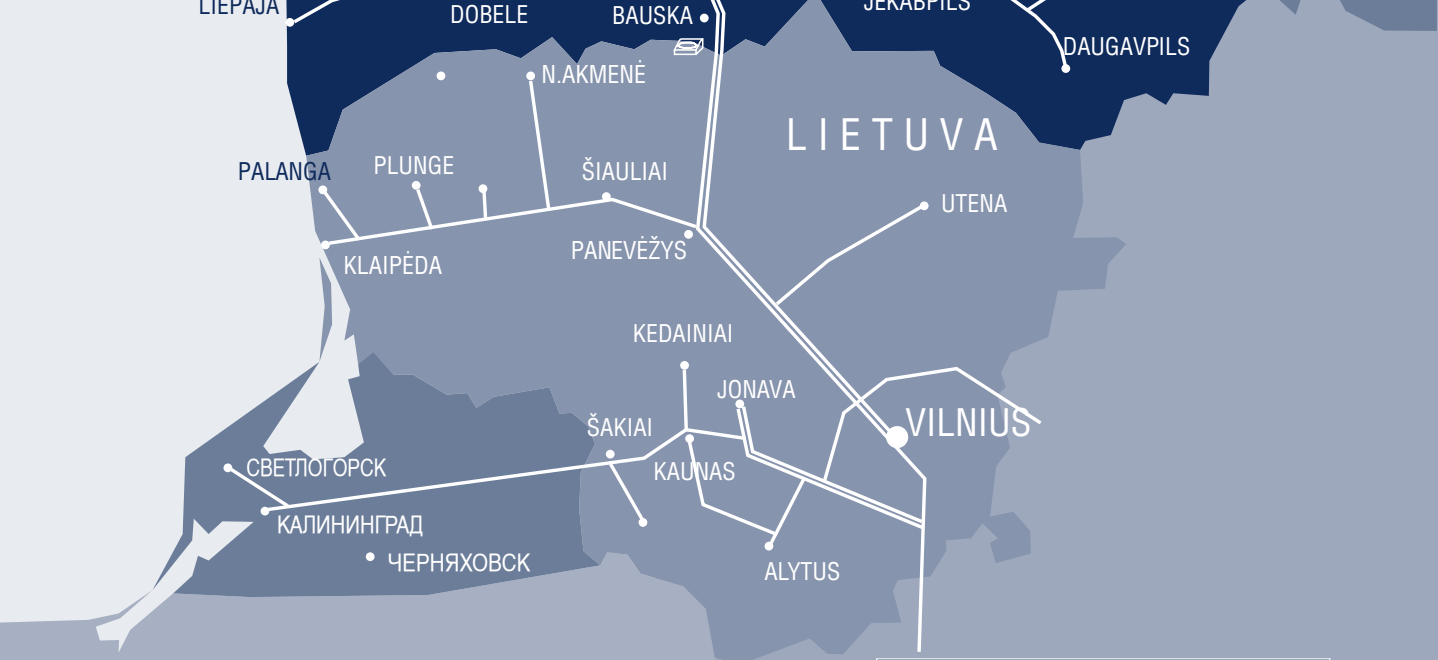 LIEPAJA
DOBELE
BAUSKA
JEKABPILS
DAUGAVPILS
N.AKMENĖ
LIETUVA
PALANGA
PLUNGE
ŠIAULIAI
UTENA
PANEVĖŽYS
KLAIPĖDA
KEDAINIAI
JONAVA
ŠAKIAI
VILNIUS
KAUNAS
СВЕТЛОГОРСК
КАЛИНИНГРАД
ЧЕРНЯХОВСК
ALYTUS